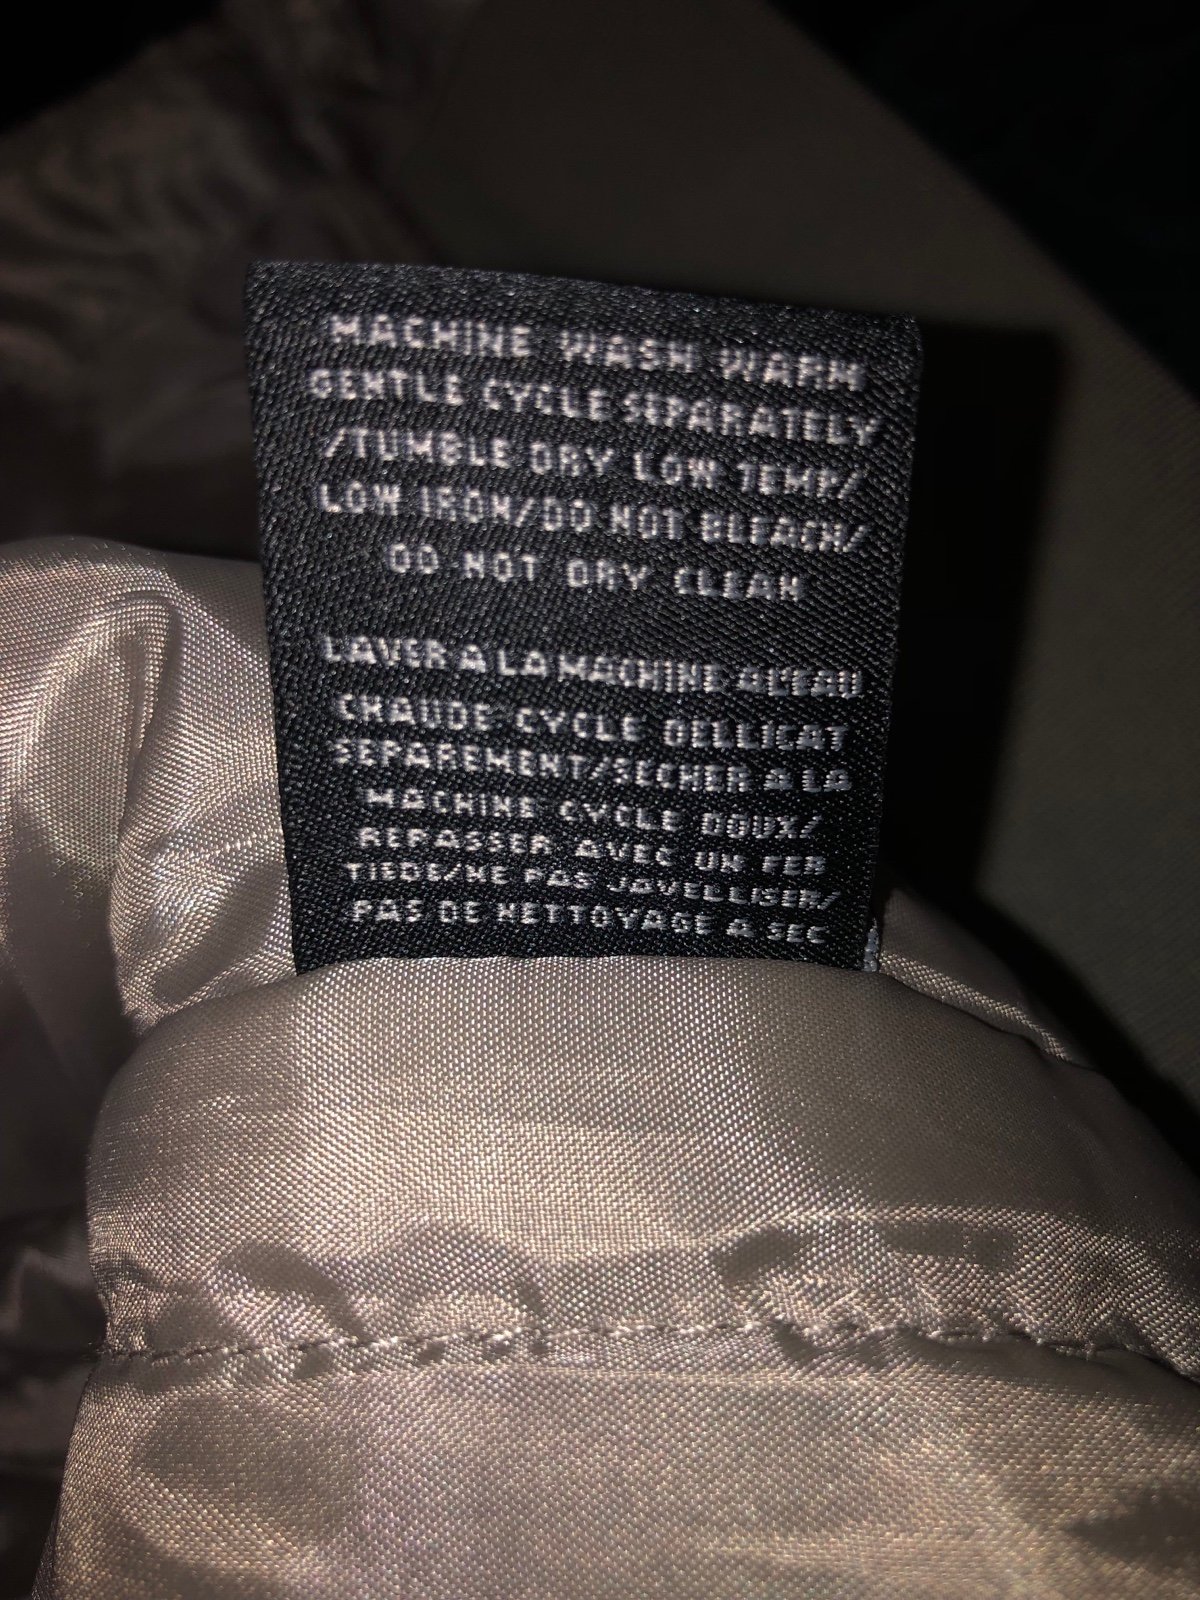 MACHINE WASH WARM
GENTLE CYCLE SEPARATELY
/TUMBLE DRY LOW TEMP/
LOW IRON/DO NOT BLEACH/
DO NOT DRY CLEAN
LAVER A LA MACHINE A L'EAU
CHAUDE CYCLE DELLICAT
SEPAREMENT/SECHER A LA
MACHINE CYCLE DOUX/
REPASSER AVEC UN FER
TIEDE/NE PAS JAVELLISER/
PAS DE NETTOYAGE A SEC